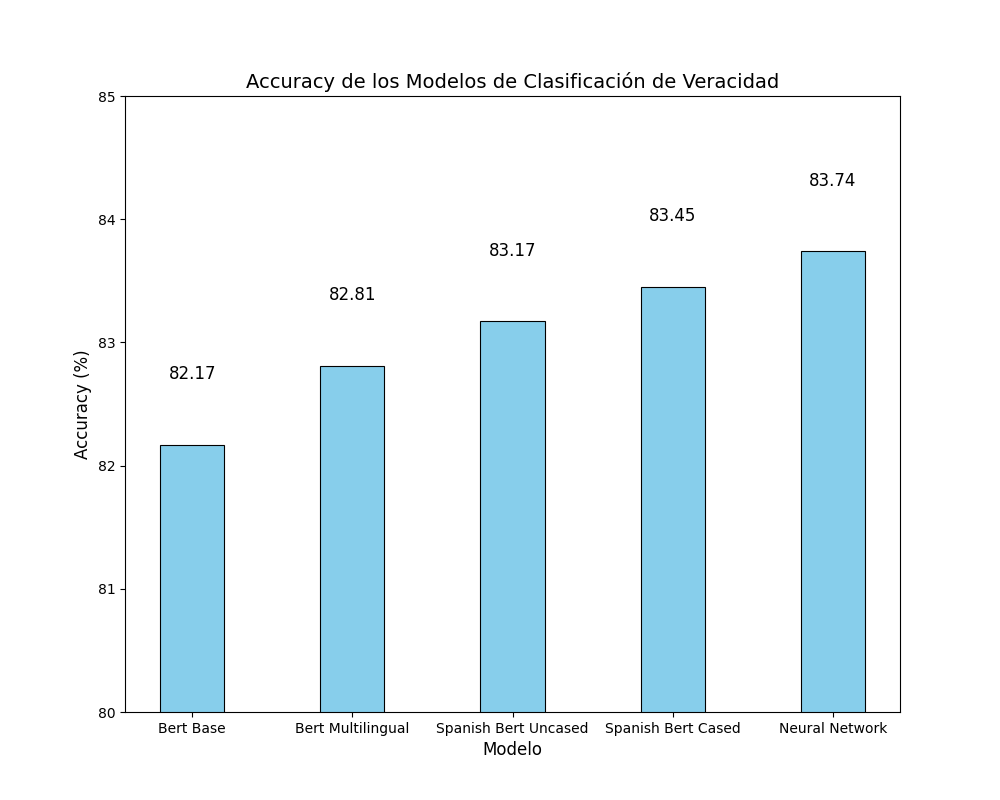 Accuracy de los Modelos de Clasificación de Veracidad
85
84
83
82
81
80
Accuracy (%)
82.17
82.81
83.17
83.45
83.74
Bert Base
Bert Multilingual
Spanish Bert Uncased
Spanish Bert Cased
Neural Network
Modelo